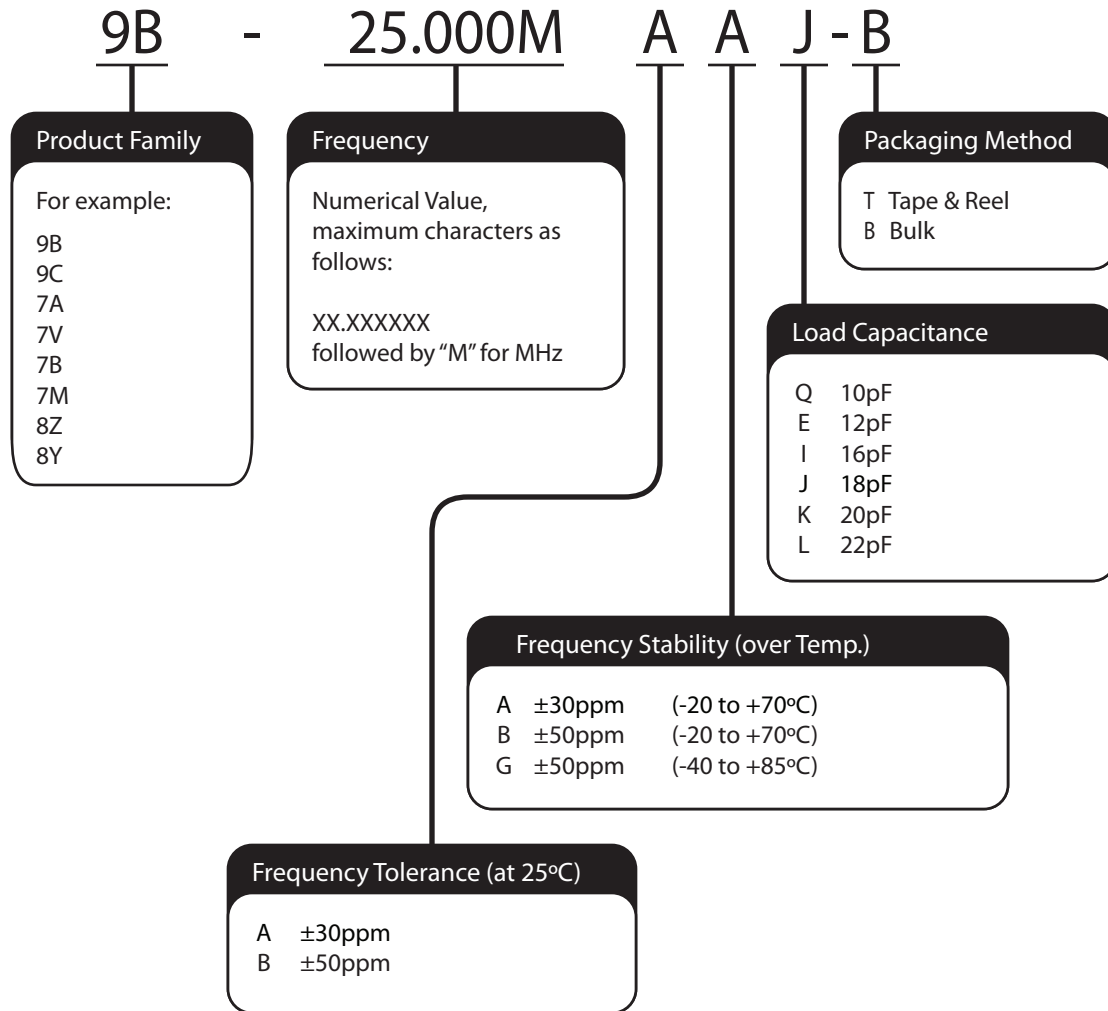 9B - 25.000M A A J - B
Product Family
For example:
9B
9C
7A
7V
7B
7M
8Z
8Y
Frequency
Numerical Value,
maximum characters as
follows:
XX.XXXXXX
followed by “M” for MHz
Packaging Method
T Tape & Reel
B Bulk
Load Capacitance
Q 10pF
E 12pF
I 16pF
J 18pF
K 20pF
L 22pF
Frequency Stability (over Temp.)
A ±30ppm (-20 to +70ºC)
B ±50ppm (-20 to +70ºC)
G ±50ppm (-40 to +85ºC)
Frequency Tolerance (at 25ºC)
A ±30ppm
B ±50ppm